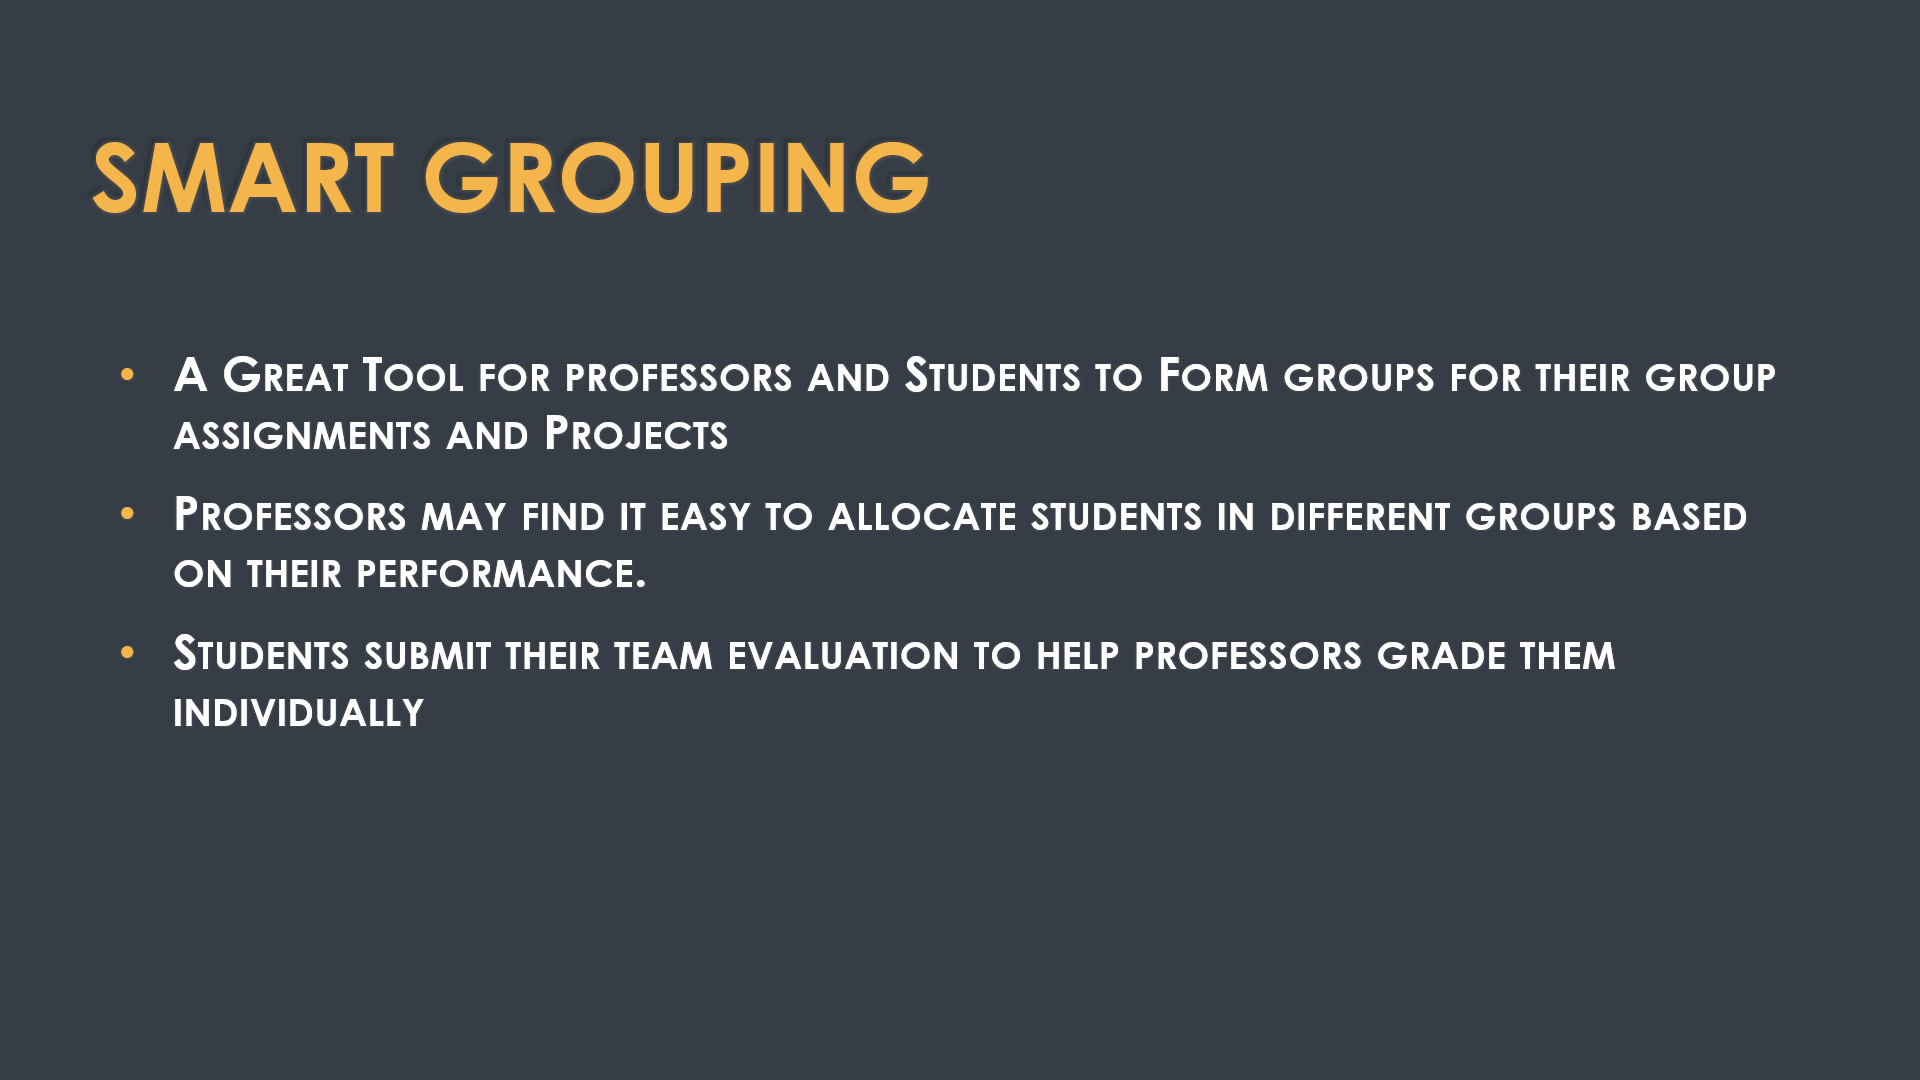 SMART GROUPING
• A Great Tool for professors and Students to Form groups for their group
assignments and Projects
• Professors may find it easy to allocate students in different groups based
on their performance.
• Students submit their team evaluation to help professors grade them
individually